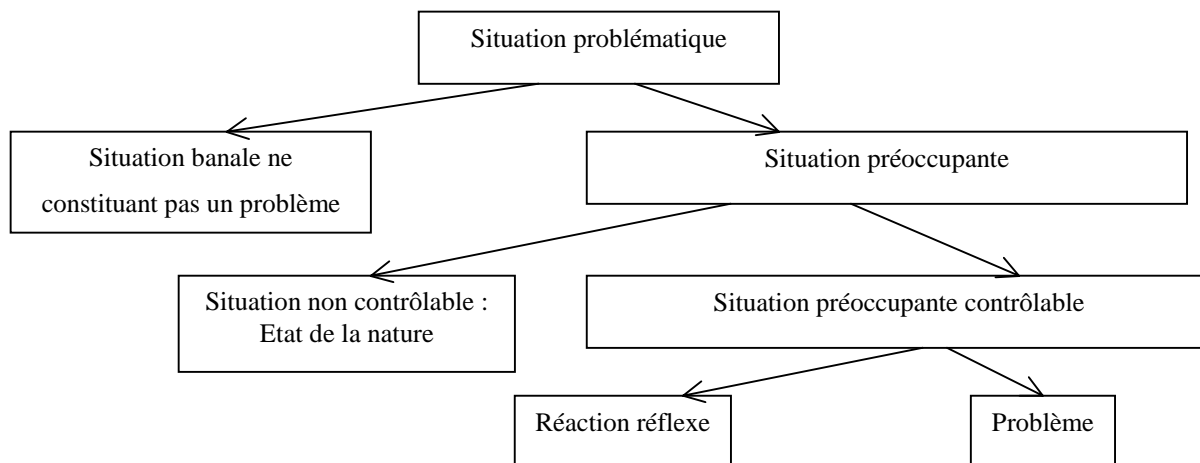 Situation problématique
Situation banale ne
constituant pas un problème
Situation préoccupante
Situation non contrôlable :
Etat de la nature
Situation préoccupante contrôlable
Réaction réflexe
Problème